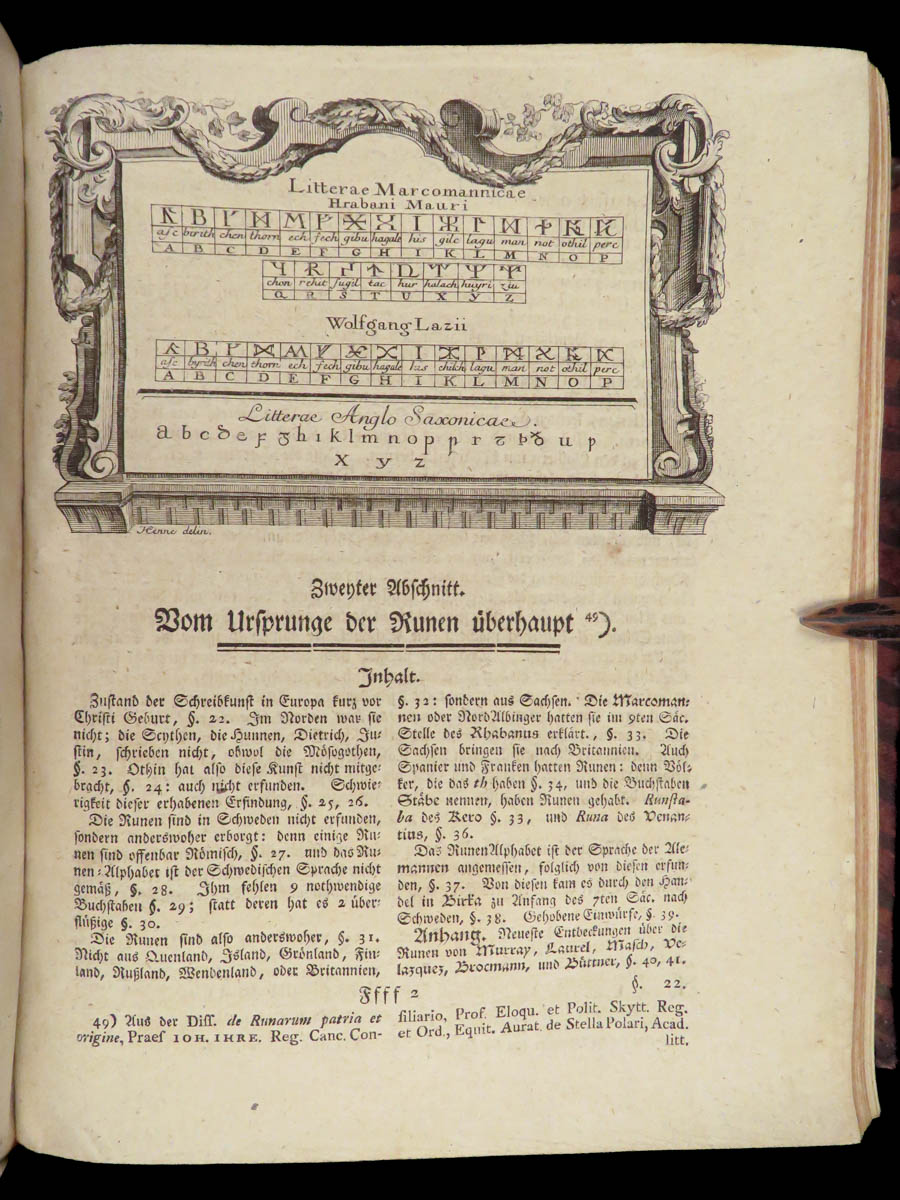 Litterae Marcomannicae
Hrabani Mauri
asc birith chen thorn ech fech gibu hagale his gilc lagu man not othil perc
A B C D E F G H I K L M N O P
chon rehit sugil tac hur halach huyri ziu
Q R S T U X Y Z
Wolfgang Lazii
asc byrith chon thorn ech fech gibu hagale his chilch lagu man not othil perc
A B C D E F G H I K L M N O P
Litterae Anglo Saxonicae.
x y z
Henne delin.
Zweyter Abschnitt.
Vom Ursprunge der Runen überhaupt 49).
Inhalt.
Zustand der Schreibkunst in Europa kurz vor
Christi Geburt, §. 22. Im Norden war sie
nicht; die Scythen, die Hunnen, Dietrich, Ju-
stin, schrieben nicht, obwol die Mösogothen,
§. 23. Othin hat also diese Kunst nicht mitge-
bracht, §. 24: auch nicht erfunden. Schwie-
rigkeit dieser erhabenen Erfindung, §. 25, 26.
Die Runen sind in Schweden nicht erfunden,
sondern anderswoher erborgt: denn einige Ru-
nen sind offenbar Römisch, §. 27. und das Ru-
nen-Alphabet ist der Schwedischen Sprache nicht
gemäß, §. 28. Ihm fehlen 9 nothwendige
Buchstaben §. 29; statt deren hat es 2 über-
flüßige §. 30.
Die Runen sind also anderswoher, §. 31.
Nicht aus Quenland, Island, Grönland, Fin-
land, Rußland, Wendenland, oder Britannien,
§. 32: sondern aus Sachsen. Die Marcoman-
nen oder NordAlbinger hatten sie im 9ten Säc.
Stelle des Rhabanus erklärt., §. 33. Die
Sachsen bringen sie nach Britannien. Auch
Spanier und Franken hatten Runen: denn Völ-
ker, die das th haben §. 34, und die Buchstaben
Stäbe nennen, haben Runen gehabt. Runsta-
ba des Kero §. 33, und Runa des Venan-
tius, §. 36.
Das RunenAlphabet ist der Sprache der Ale-
mannen angemessen, folglich von diesen erfun-
den, §. 37. Von diesen kam es durch den Han-
del in Birka zu Anfang des 7ten Säc. nach
Schweden, §. 38. Gehobene Einwürfe, §. 39.
Anhang. Neueste Entdeckungen über die
Runen von Murray, Laurel, Masch, Ve-
lazquez, Brocmann, und Büttner, §. 40, 41.
§. 22.
Ffff 2
49) Aus der Diss. de Runarum patria et
origine, Praes IOH. IHRE. Reg. Canc. Con-
siliario, Prof. Eloqu. et Polit. Skytt. Reg.
et Ord., Equit. Aurat. de Stella Polari, Acad.
litt.